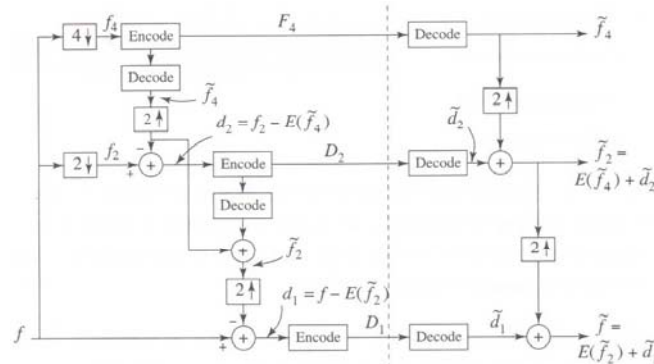 4↓ f₄ Encode F₄ Decode f̃₄
Decode
f̃₄
2↑ 2↑
d₂ = f₂ − E(f̃₄) d̃₂
−
2↓ f₂ + Encode D₂ Decode + f̃₂ =
+ E(f̃₄) + d̃₂
Decode
+ f̃₂ 2↑
2↑ d₁ = f − E(f̃₂)
−
f + Encode D₁ Decode d̃₁ + f̃ =
+ E(f̃₂) + d̃